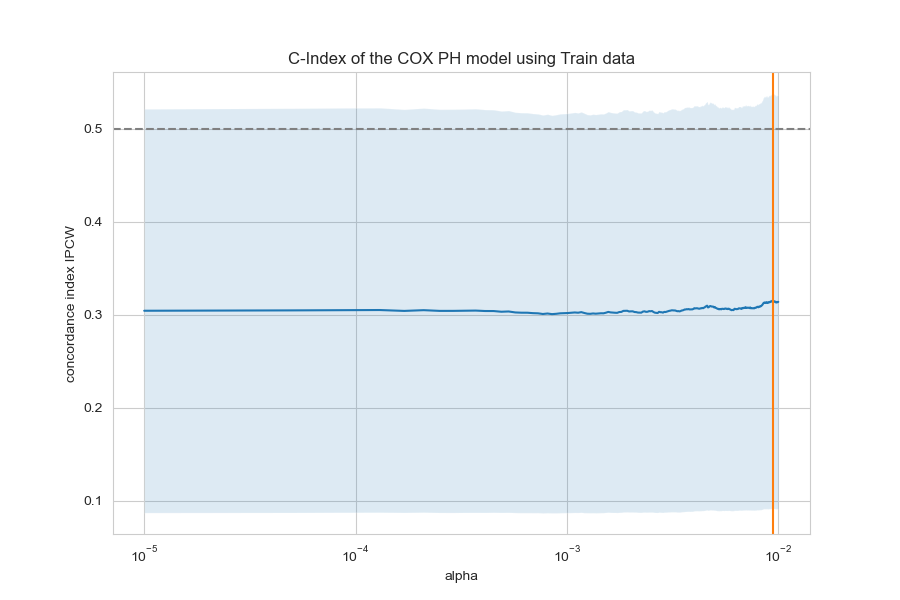 C-Index of the COX PH model using Train data
concordance index IPCW
0.5
0.4
0.3
0.2
0.1
10⁻⁵ 10⁻⁴ 10⁻³ 10⁻²
alpha